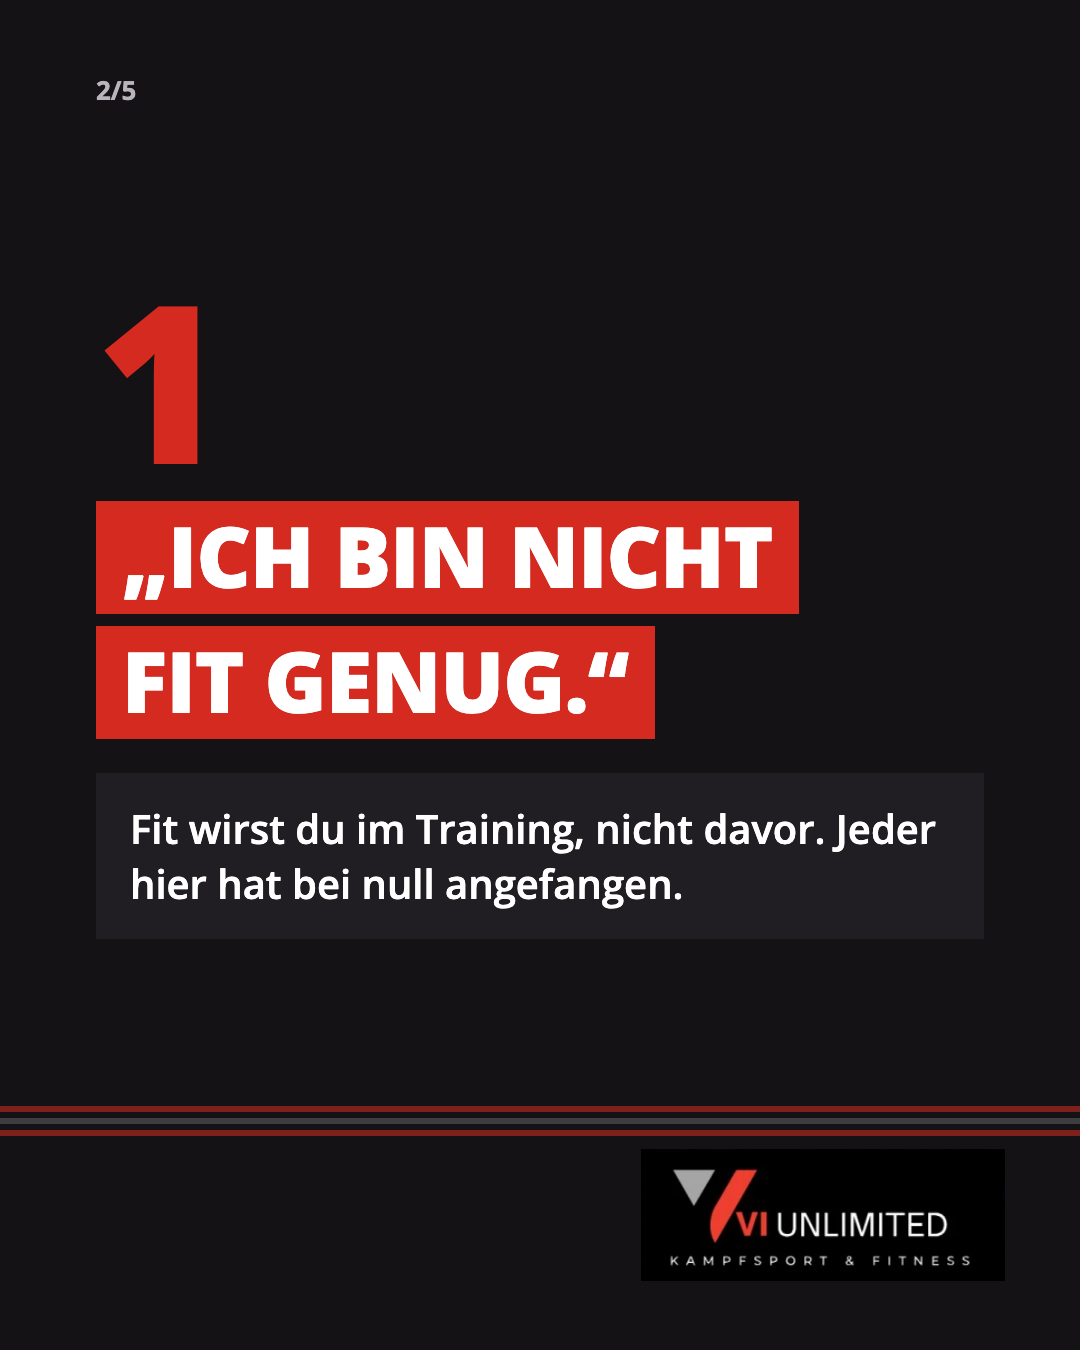 2/5
1
„ICH BIN NICHT
FIT GENUG.“
Fit wirst du im Training, nicht davor. Jeder
hier hat bei null angefangen.
VI UNLIMITED
KAMPFSPORT & FITNESS